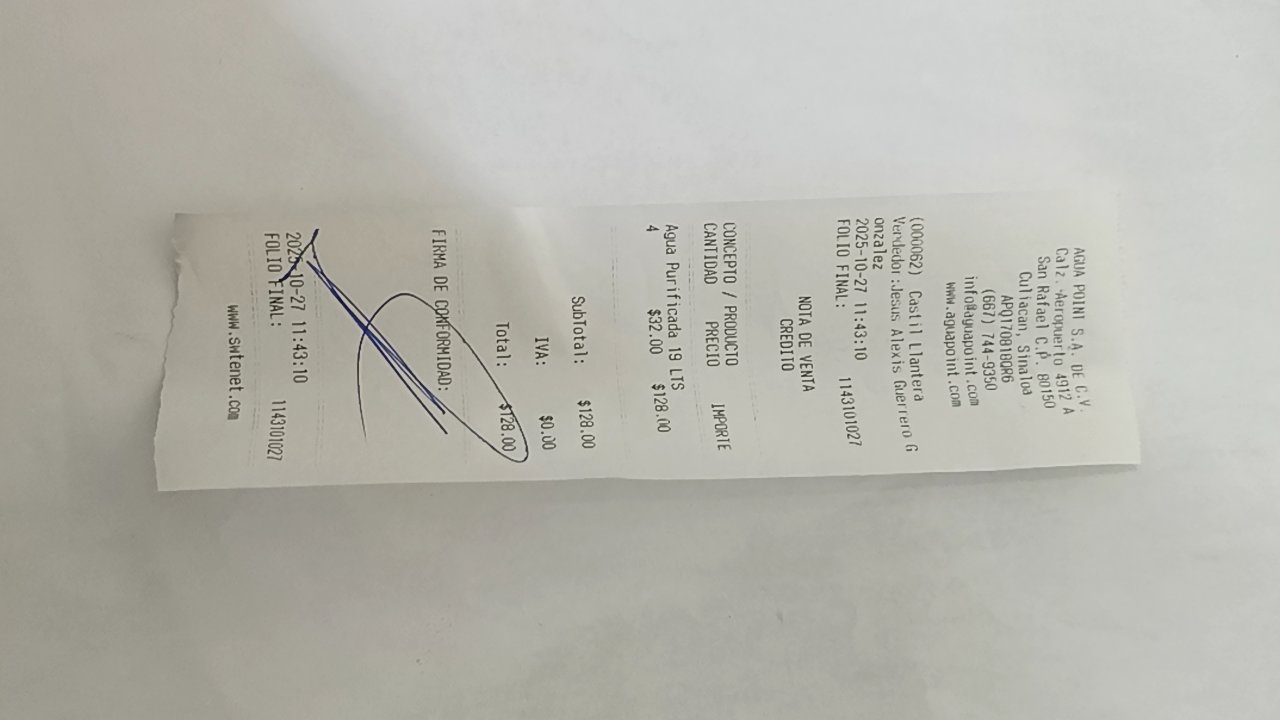 AGUA POINT S.A. DE C.V.
Calz. Aeropuerto 4912 A
San Rafael C.P. 80150
Culiacan, Sinaloa
APO170818QR6
(667) 744-9350
info@aguapoint.com
www.aguapoint.com
(000062) Castil Llantera
Vendedor:Jesus Alexis Guerrero G
onzalez
2025-10-27 11:43:10
FOLIO FINAL: 1143101027
NOTA DE VENTA
CREDITO
CONCEPTO / PRODUCTO
CANTIDAD PRECIO IMPORTE
Agua Purificada 19 LTS
4 $32.00 $128.00
SubTotal: $128.00
IVA: $0.00
Total: $128.00
FIRMA DE CONFORMIDAD:
2025-10-27 11:43:10
FOLIO FINAL: 1143101027
www.swtenet.com